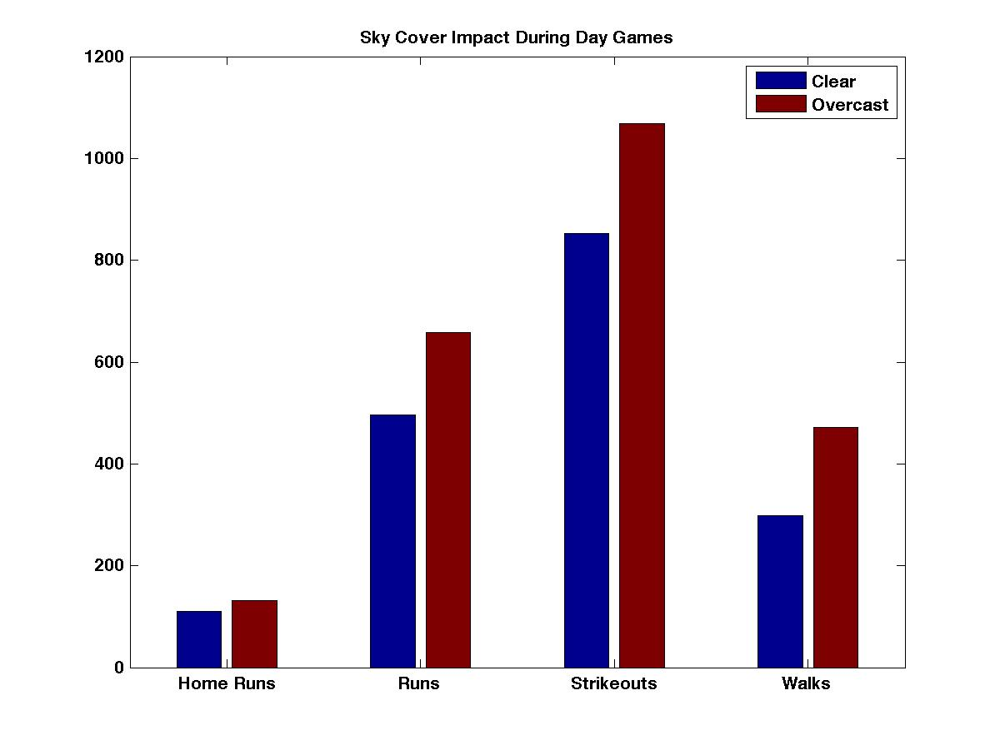 Sky Cover Impact During Day Games
1200
1000
800
600
400
200
0
Clear
Overcast
Home Runs
Runs
Strikeouts
Walks